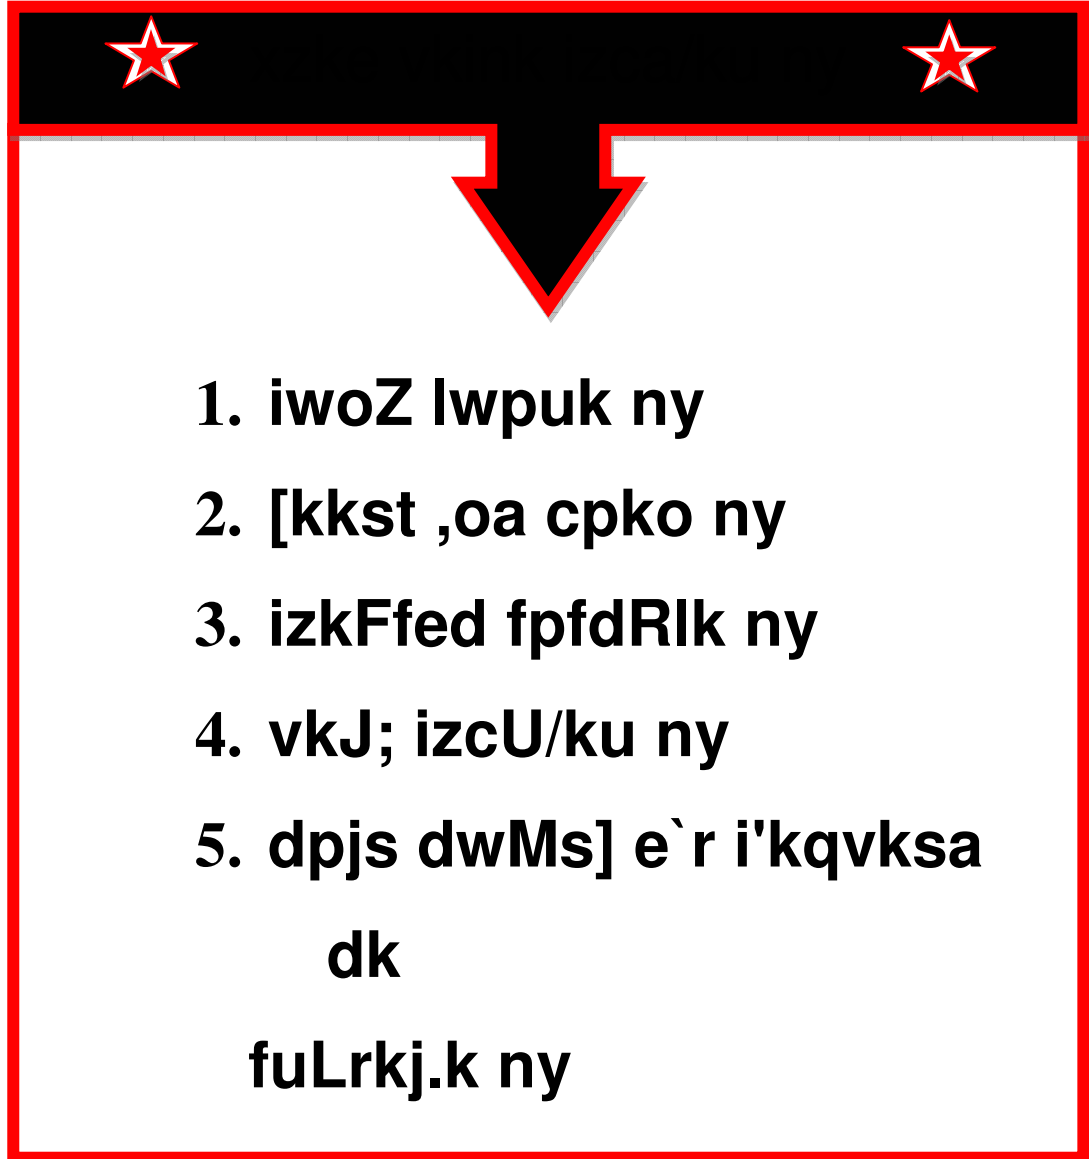 1. iwoZ lwpuk ny
2. [kkst ,oa cpko ny
3. izkFfed fpfdRlk ny
4. vkJ; izcU/ku ny
5. dpjs dwMs] e`r i'kqvksa
dk
fuLrkj.k ny